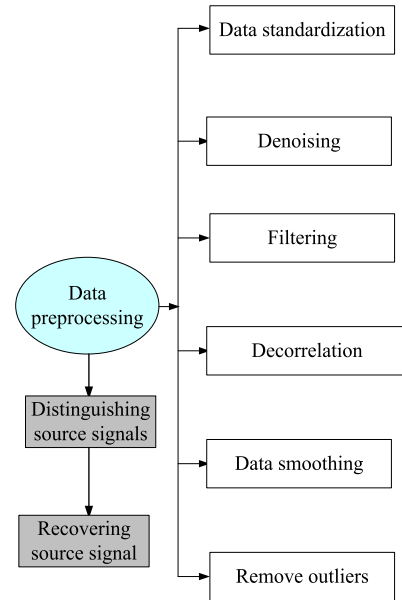 Data standardization
Denoising
Filtering
Data
preprocessing
Decorrelation
Distinguishing
source signals
Data smoothing
Recovering
source signal
Remove outliers